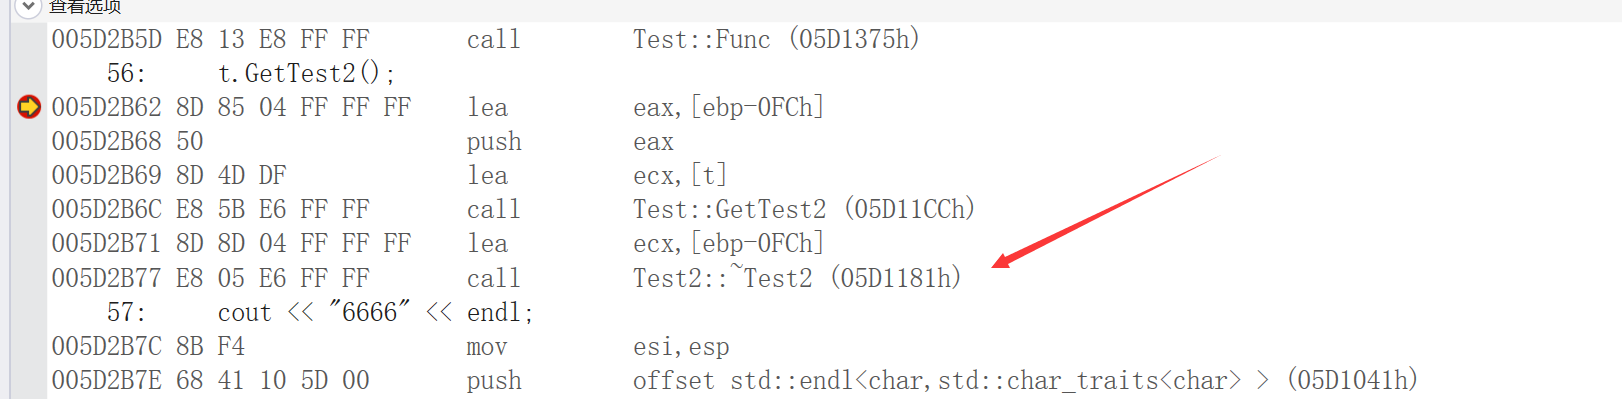 查看选项
005D2B5D E8 13 E8 FF FF call Test::Func (05D1375h)
56: t.GetTest2();
005D2B62 8D 85 04 FF FF FF lea eax,[ebp-0FCh]
005D2B68 50 push eax
005D2B69 8D 4D DF lea ecx,[t]
005D2B6C E8 5B E6 FF FF call Test::GetTest2 (05D11CCh)
005D2B71 8D 8D 04 FF FF FF lea ecx,[ebp-0FCh]
005D2B77 E8 05 E6 FF FF call Test2::~Test2 (05D1181h)
57: cout << "6666" << endl;
005D2B7C 8B F4 mov esi,esp
005D2B7E 68 41 10 5D 00 push offset std::endl<char,std::char_traits<char> > (05D1041h)